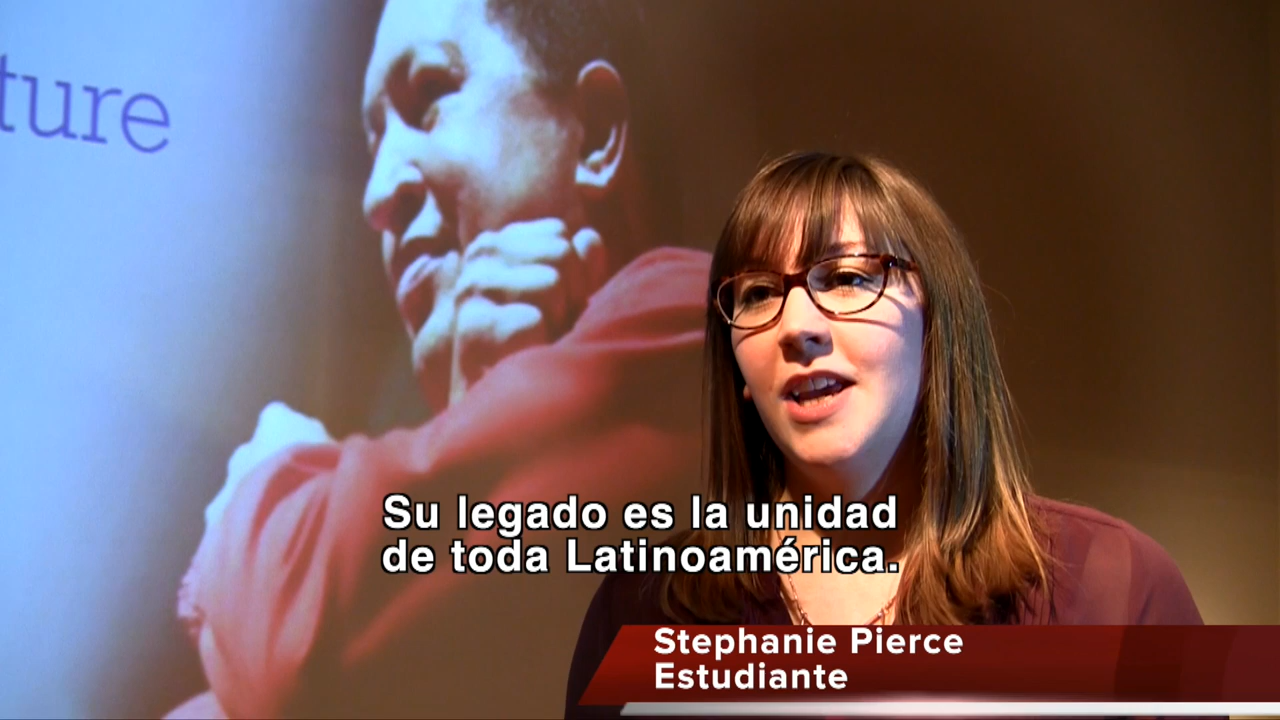 ture
Su legado es la unidad
de toda Latinoamérica.
Stephanie Pierce
Estudiante